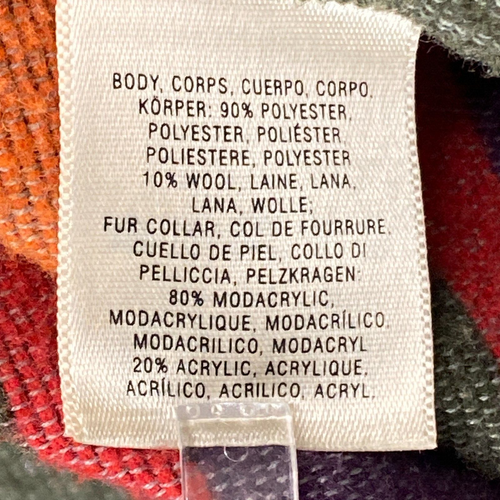 BODY, CORPS, CUERPO, CORPO,
KÖRPER: 90% POLYESTER,
POLYESTER, POLIÉSTER
POLIESTERE, POLYESTER
10% WOOL, LAINE, LANA,
LANA, WOLLE;
FUR COLLAR, COL DE FOURRURE,
CUELLO DE PIEL, COLLO DI
PELLICCIA, PELZKRAGEN:
80% MODACRYLIC,
MODACRYLIQUE, MODACRÍLICO,
MODACRILICO, MODACRYL
20% ACRYLIC, ACRYLIQUE,
ACRÍLICO, ACRILICO, ACRYL.